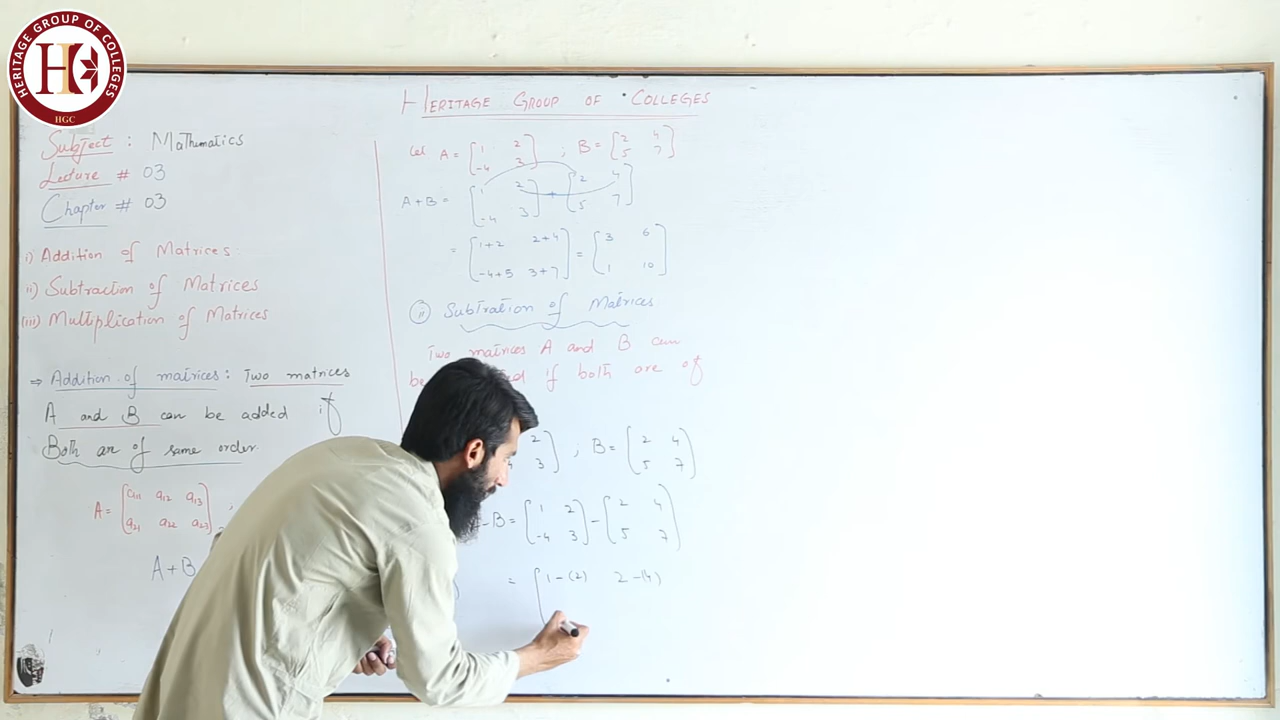 HERITAGE GROUP OF COLLEGES
HGC
HERITAGE GROUP OF COLLEGES
Subject : Mathematics
Lecture # 03
Chapter # 03
i) Addition of Matrices:
ii) Subtraction of Matrices
(iii) Multiplication of Matrices
⇒ Addition of matrices: Two matrices
A and B can be added if
Both are of same order.
A = [a11 a12 a13
a21 a22 a23] ;
A+B
Let A = [1 2 ; B = [2 4
-4 3] 5 7]
A+B = [1 2 + [2 4
-4 3] 5 7]
= [1+2 2+4 = [3 6
-4+5 3+7] 1 10]
(ii) Subtration of Matrices
Two matrices A and B can
be if both are of
2 ; B = [2 4
3] 5 7]
- B = [1 2 - [2 4
-4 3] 5 7]
= [1-(2) 2-(4)